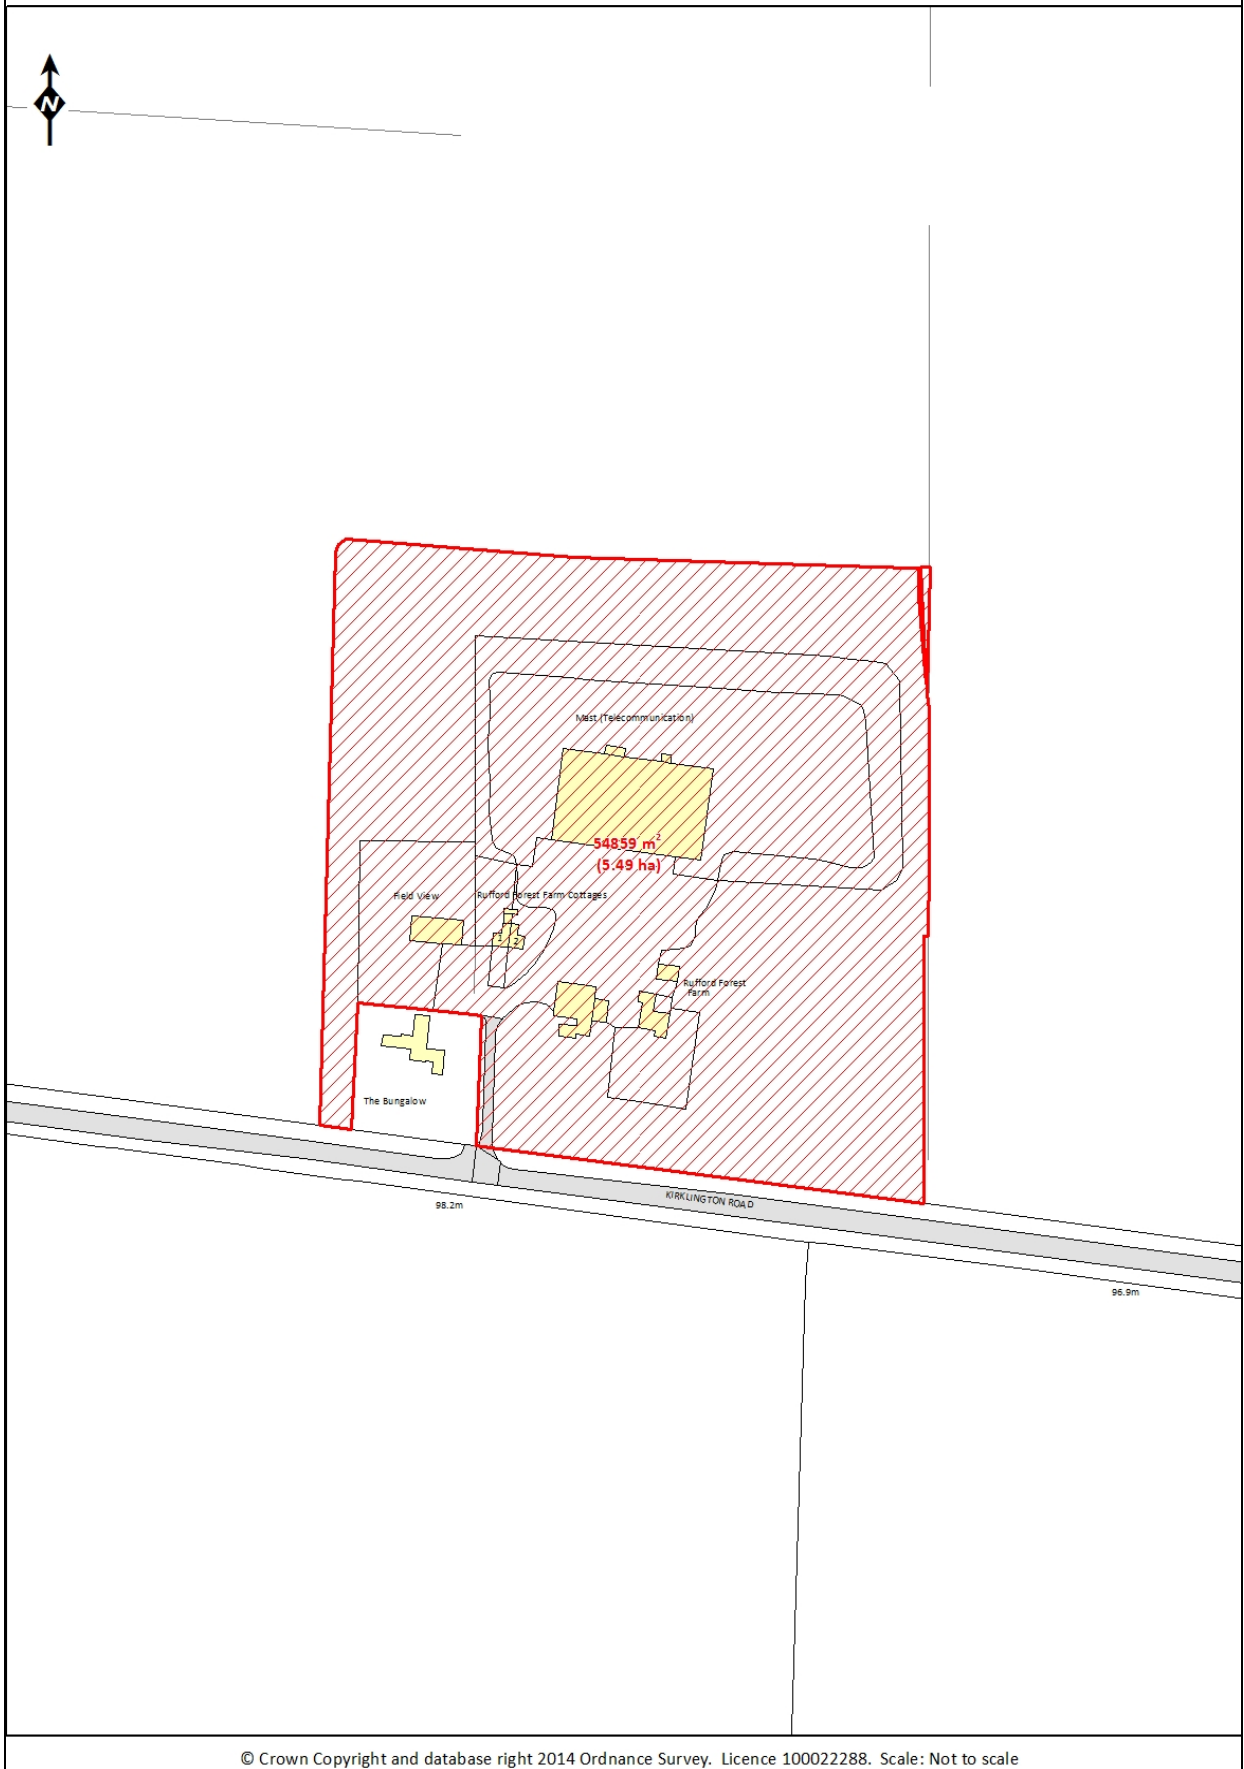 N
Mast (Telecommunication)
54859 m²
(5.49 ha)
Field View
Rufford Forest Farm Cottages
1
2
Rufford Forest
Farm
The Bungalow
KIRKLINGTON ROAD
98.2m
96.9m
© Crown Copyright and database right 2014 Ordnance Survey. Licence 100022288. Scale: Not to scale